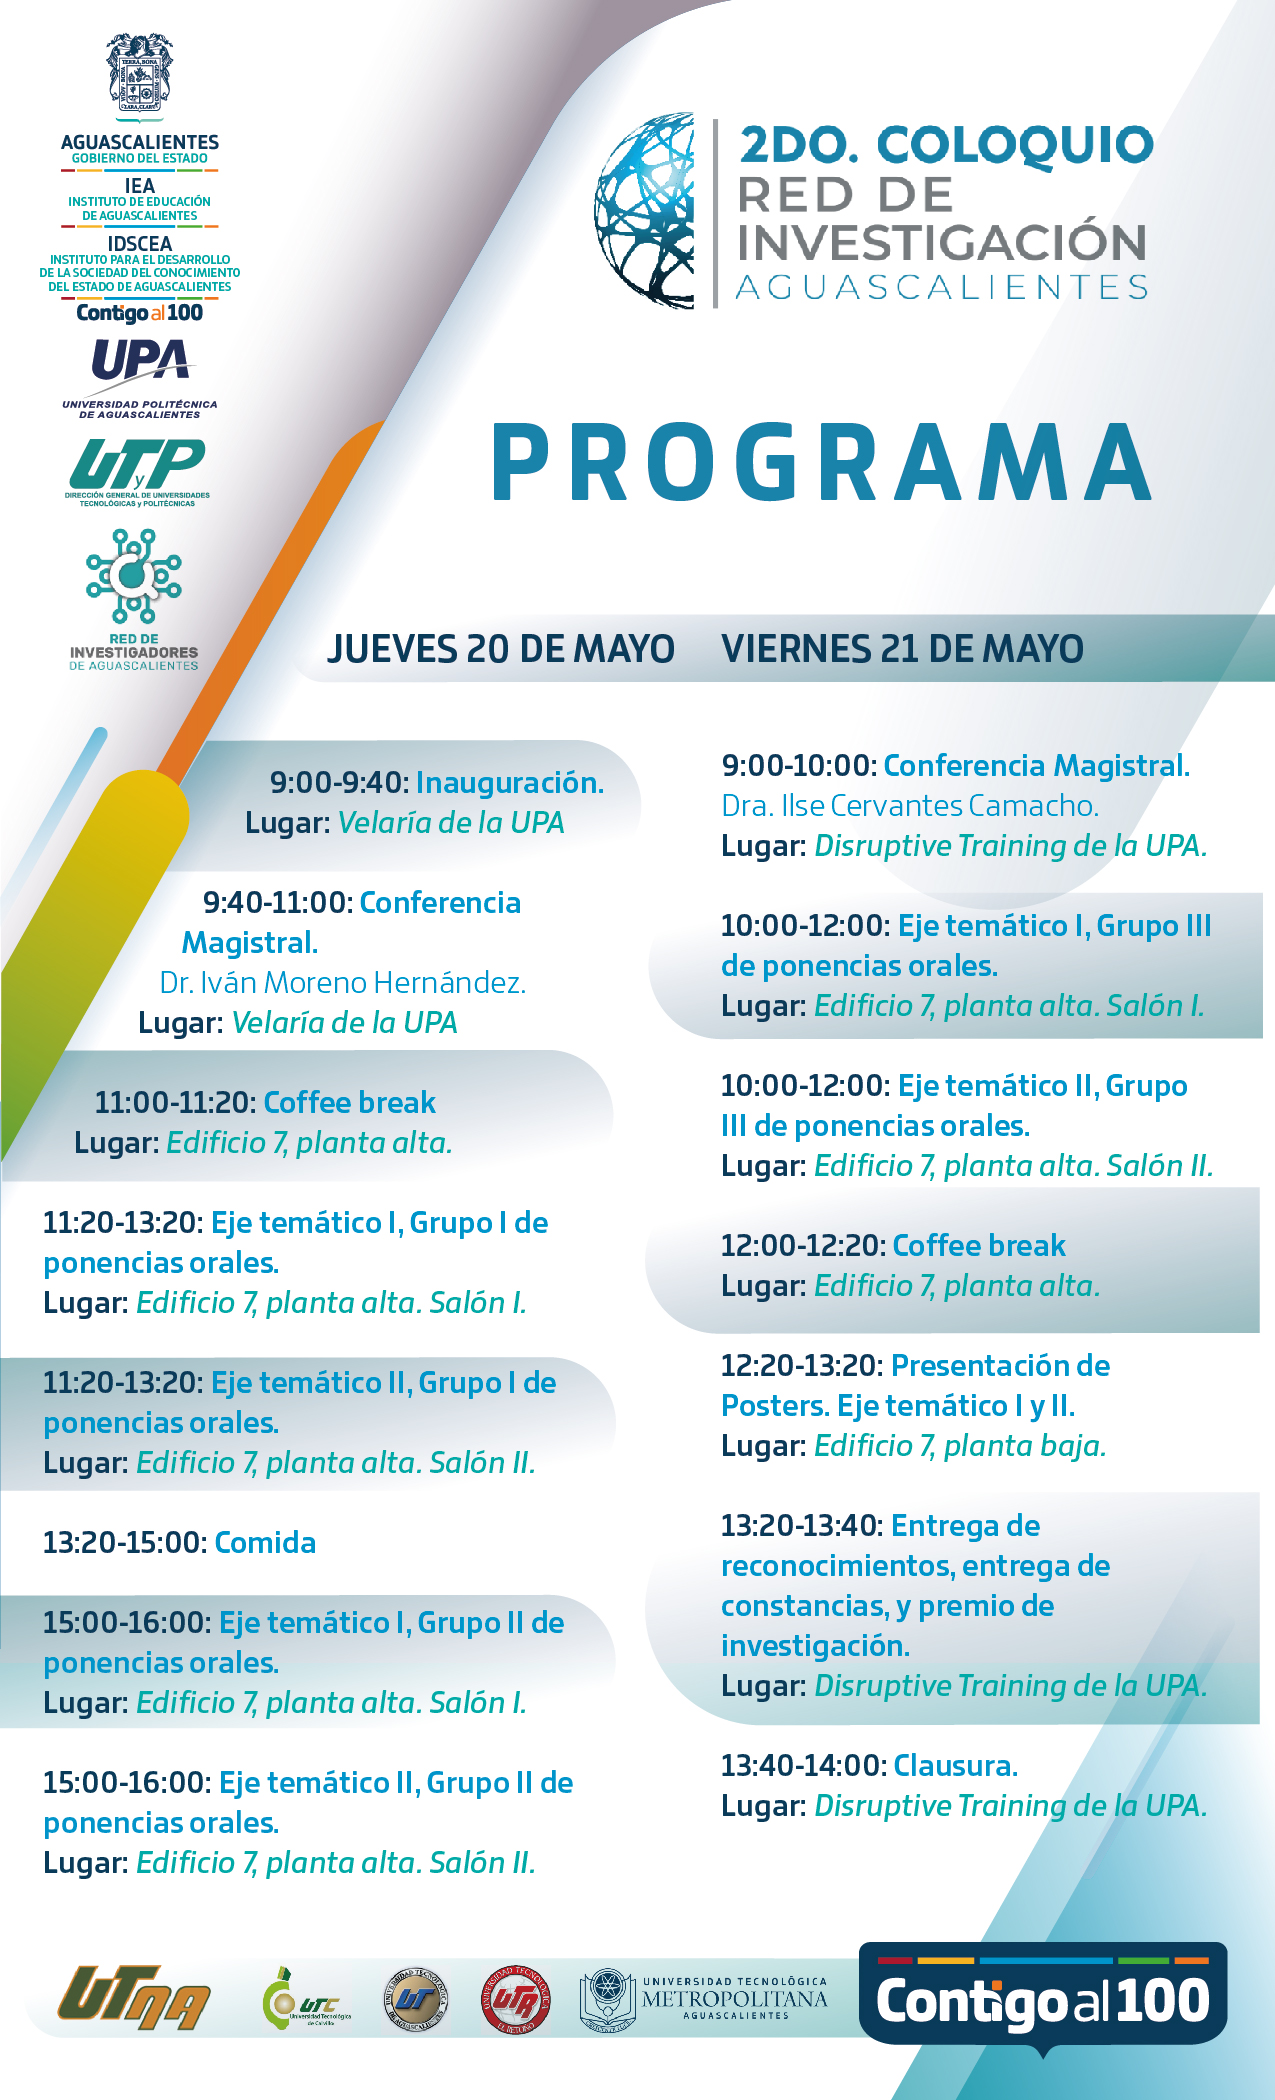 TERRA, BONA
BONA
GENS
AQUA
CLARA, CLARVM
AGUASCALIENTES
GOBIERNO DEL ESTADO
IEA
INSTITUTO DE EDUCACIÓN
DE AGUASCALIENTES
IDSCEA
INSTITUTO PARA EL DESARROLLO
DE LA SOCIEDAD DEL CONOCIMIENTO
DEL ESTADO DE AGUASCALIENTES
Contigo al 100
UPA
UNIVERSIDAD POLITÉCNICA
DE AGUASCALIENTES
UTyP
DIRECCIÓN GENERAL DE UNIVERSIDADES
TECNOLÓGICAS y POLITÉCNICAS
RED DE
INVESTIGADORES
DE AGUASCALIENTES
2DO. COLOQUIO
RED DE
INVESTIGACIÓN
AGUASCALIENTES
PROGRAMA
JUEVES 20 DE MAYO
9:00-9:40: Inauguración.
Lugar: Velaría de la UPA
9:40-11:00: Conferencia
Magistral.
Dr. Iván Moreno Hernández.
Lugar: Velaría de la UPA
11:00-11:20: Coffee break
Lugar: Edificio 7, planta alta.
11:20-13:20: Eje temático I, Grupo I de
ponencias orales.
Lugar: Edificio 7, planta alta. Salón I.
11:20-13:20: Eje temático II, Grupo I de
ponencias orales.
Lugar: Edificio 7, planta alta. Salón II.
13:20-15:00: Comida
15:00-16:00: Eje temático I, Grupo II de
ponencias orales.
Lugar: Edificio 7, planta alta. Salón I.
15:00-16:00: Eje temático II, Grupo II de
ponencias orales.
Lugar: Edificio 7, planta alta. Salón II.
VIERNES 21 DE MAYO
9:00-10:00: Conferencia Magistral.
Dra. Ilse Cervantes Camacho.
Lugar: Disruptive Training de la UPA.
10:00-12:00: Eje temático I, Grupo III
de ponencias orales.
Lugar: Edificio 7, planta alta. Salón I.
10:00-12:00: Eje temático II, Grupo
III de ponencias orales.
Lugar: Edificio 7, planta alta. Salón II.
12:00-12:20: Coffee break
Lugar: Edificio 7, planta alta.
12:20-13:20: Presentación de
Posters. Eje temático I y II.
Lugar: Edificio 7, planta baja.
13:20-13:40: Entrega de
reconocimientos, entrega de
constancias, y premio de
investigación.
Lugar: Disruptive Training de la UPA.
13:40-14:00: Clausura.
Lugar: Disruptive Training de la UPA.
UTNA
UTC
Universidad Tecnológica
de Calvillo
UNIVERSIDAD TECNOLOGICA
UT
DE AGUASCALIENTES
UNIVERSIDAD TECNOLÓGICA
UTR
EL RETOÑO
UNIVERSIDAD TECNOLÓGICA
METROPOLITANA
AGUASCALIENTES
Contigo al 100